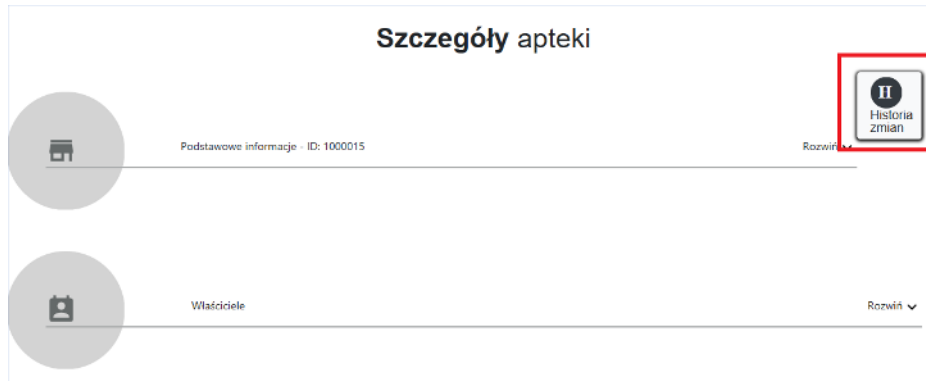 Szczegóły apteki
H
Historia
zmian
Podstawowe informacje - ID: 1000015 Rozwiń
Właściciele Rozwiń